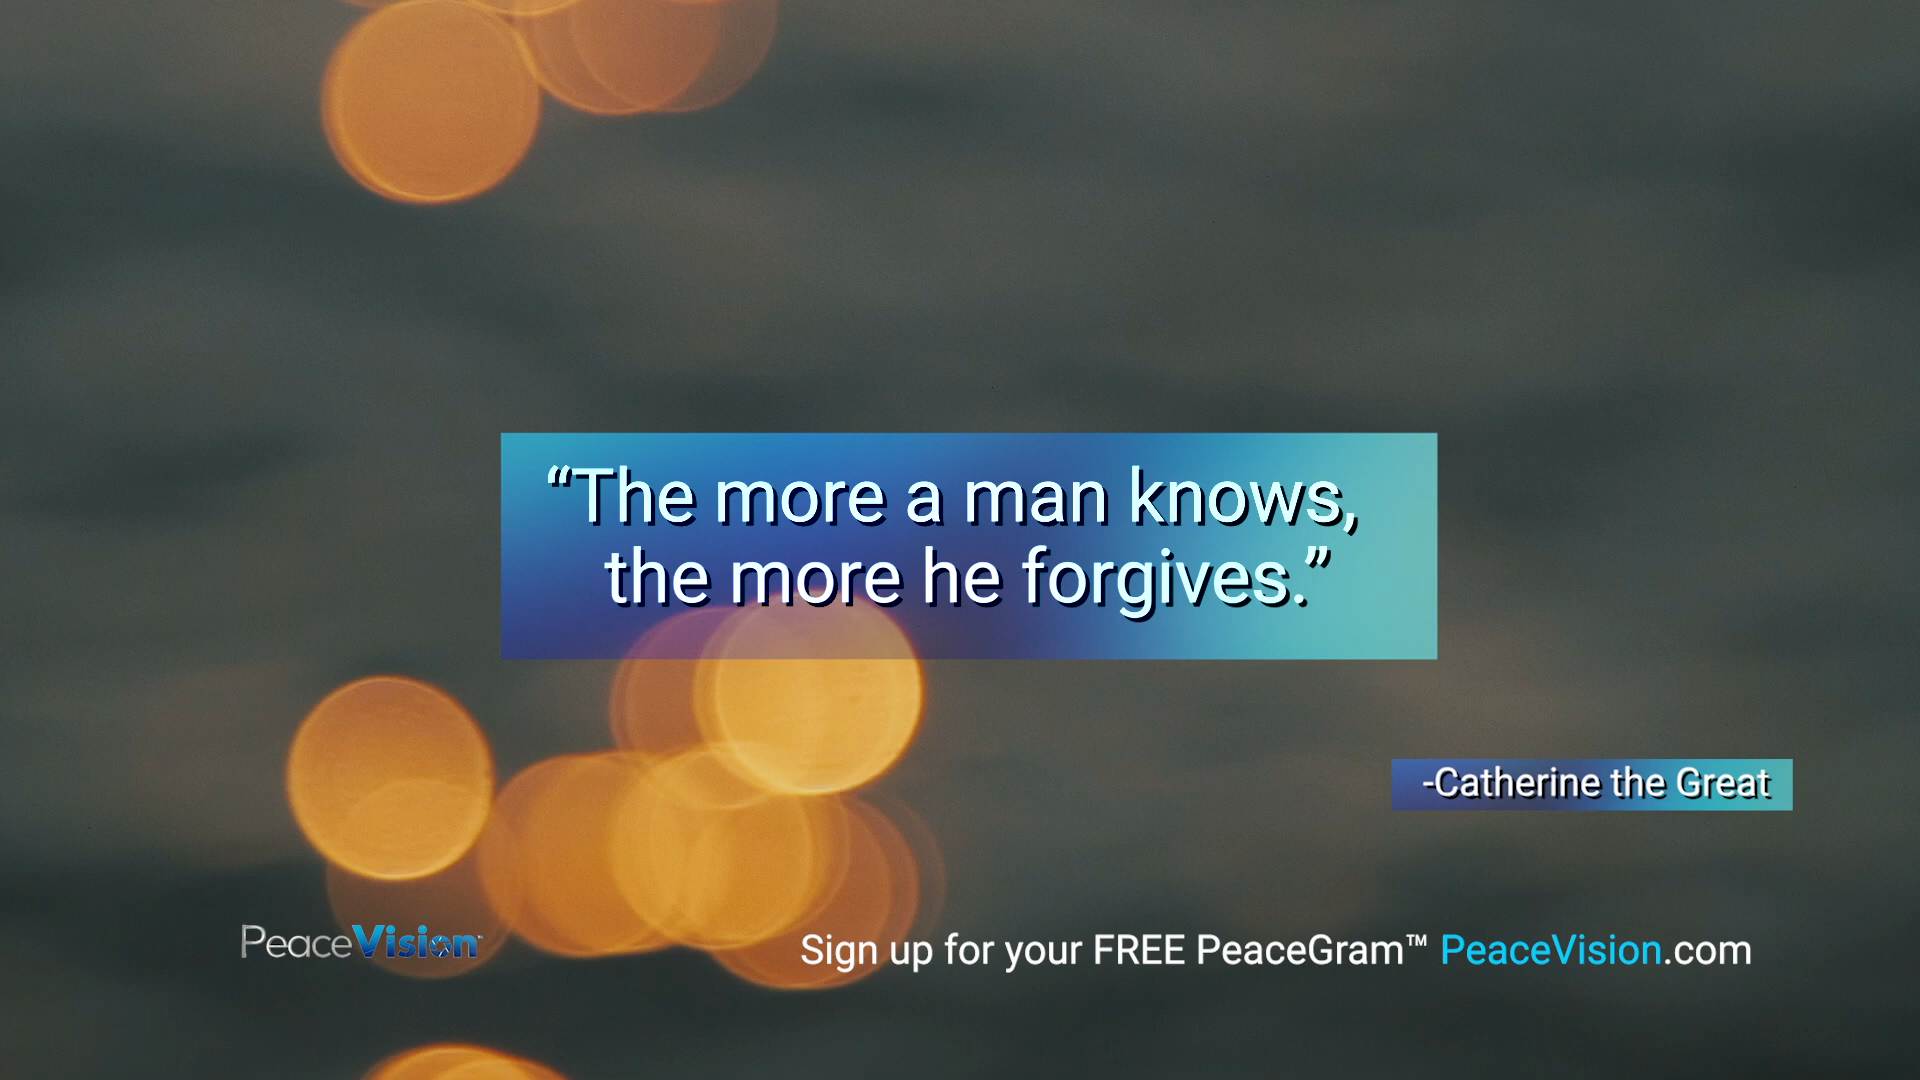 “The more a man knows,
the more he forgives.”
-Catherine the Great
PeaceVision™
Sign up for your FREE PeaceGram™ PeaceVision.com